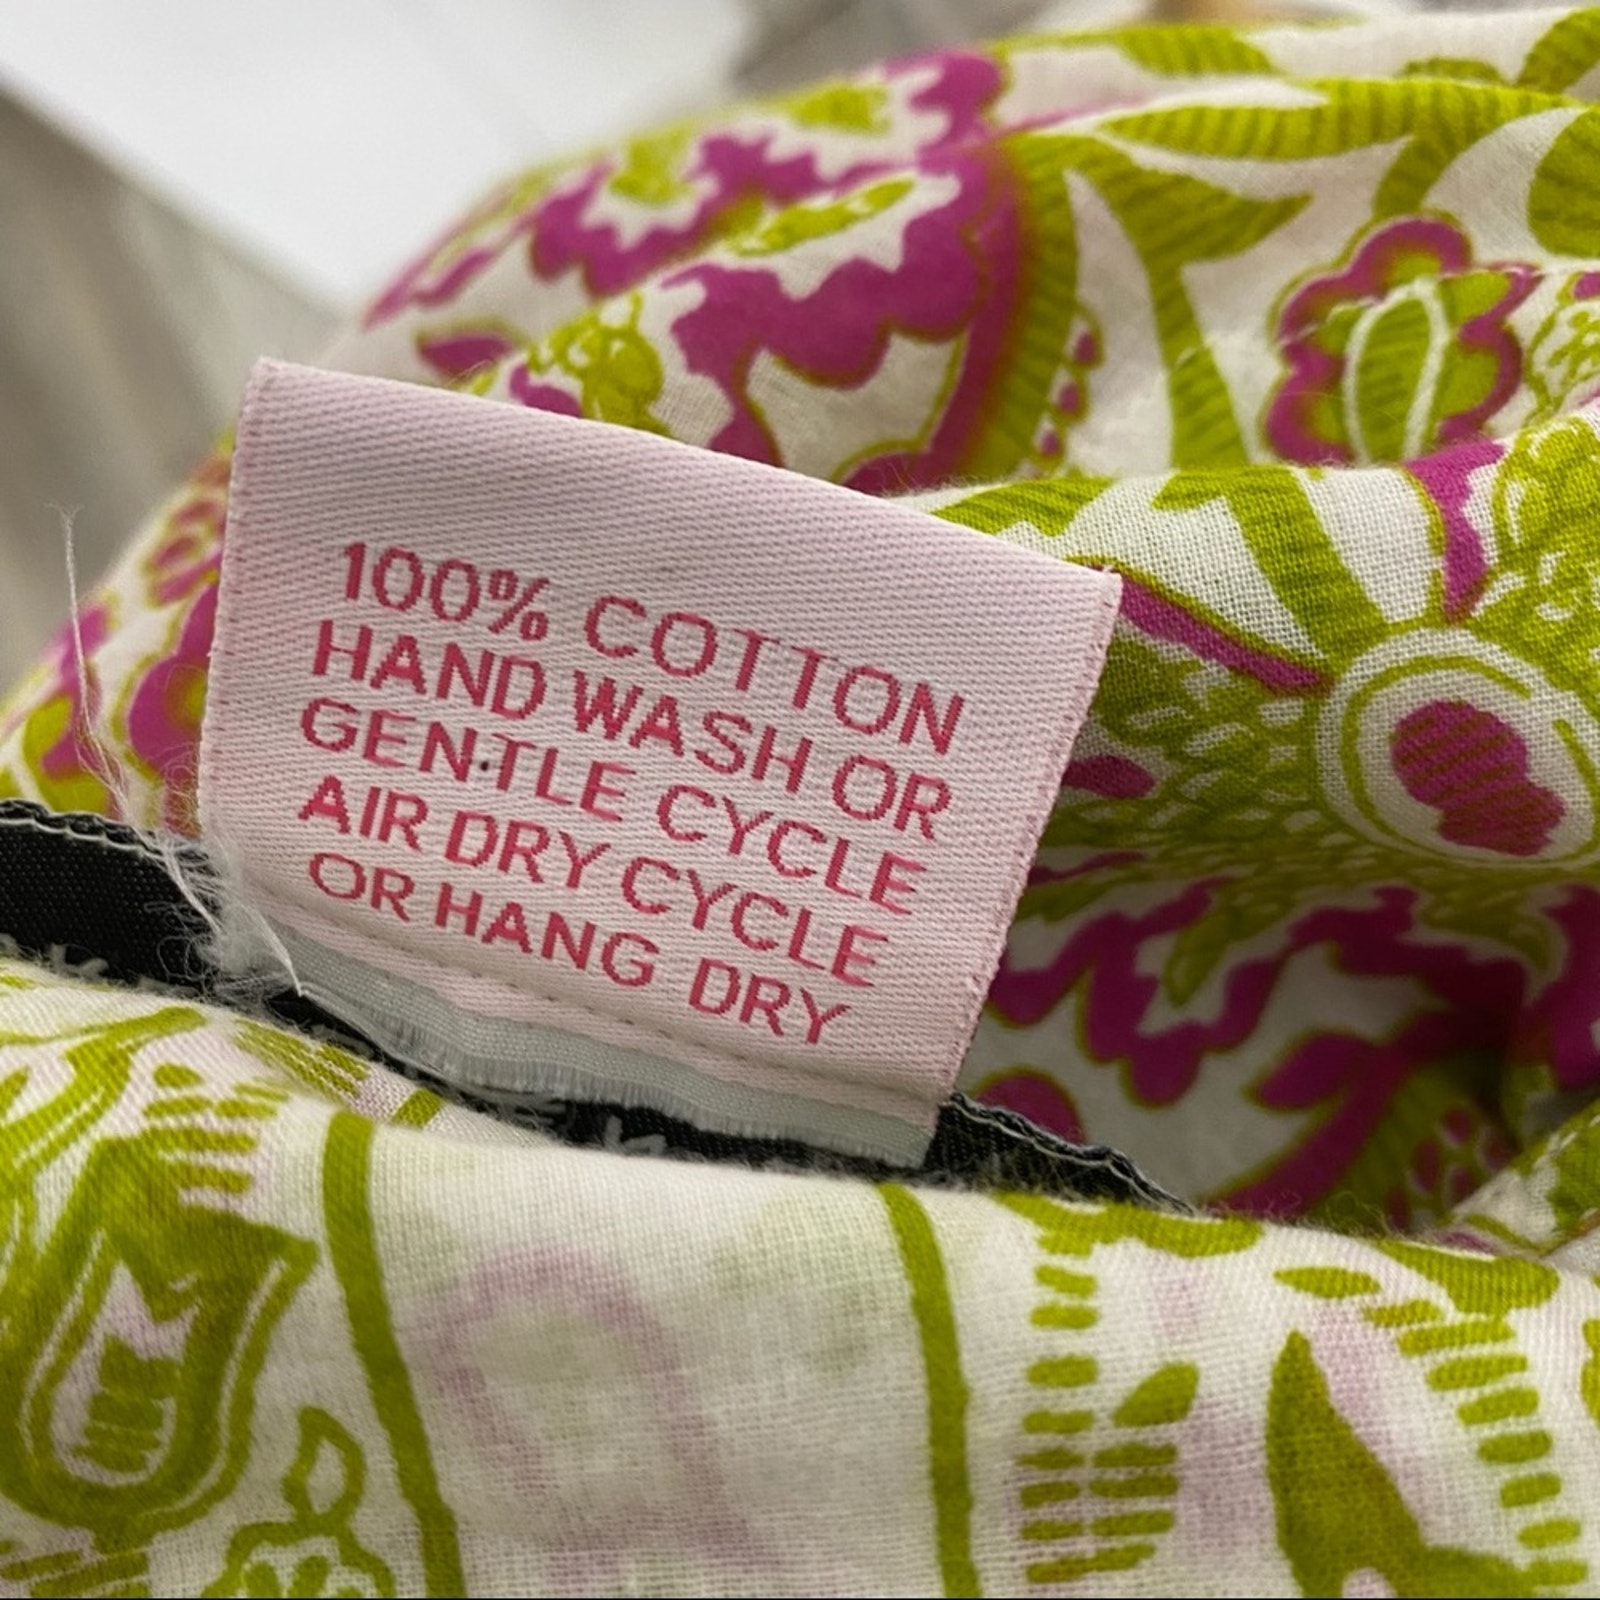 100% COTTON
HAND WASH OR
GENTLE CYCLE
AIR DRY CYCLE
OR HANG DRY